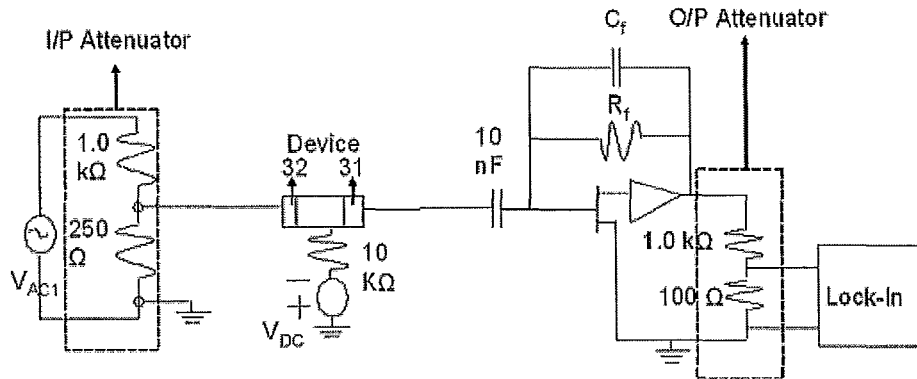 I/P Attenuator
O/P Attenuator
C_f
R_f
1.0
kΩ
Device
32 31
10
nF
250
Ω
V_AC1
10
KΩ
V_DC
1.0 kΩ
100 Ω
Lock-In